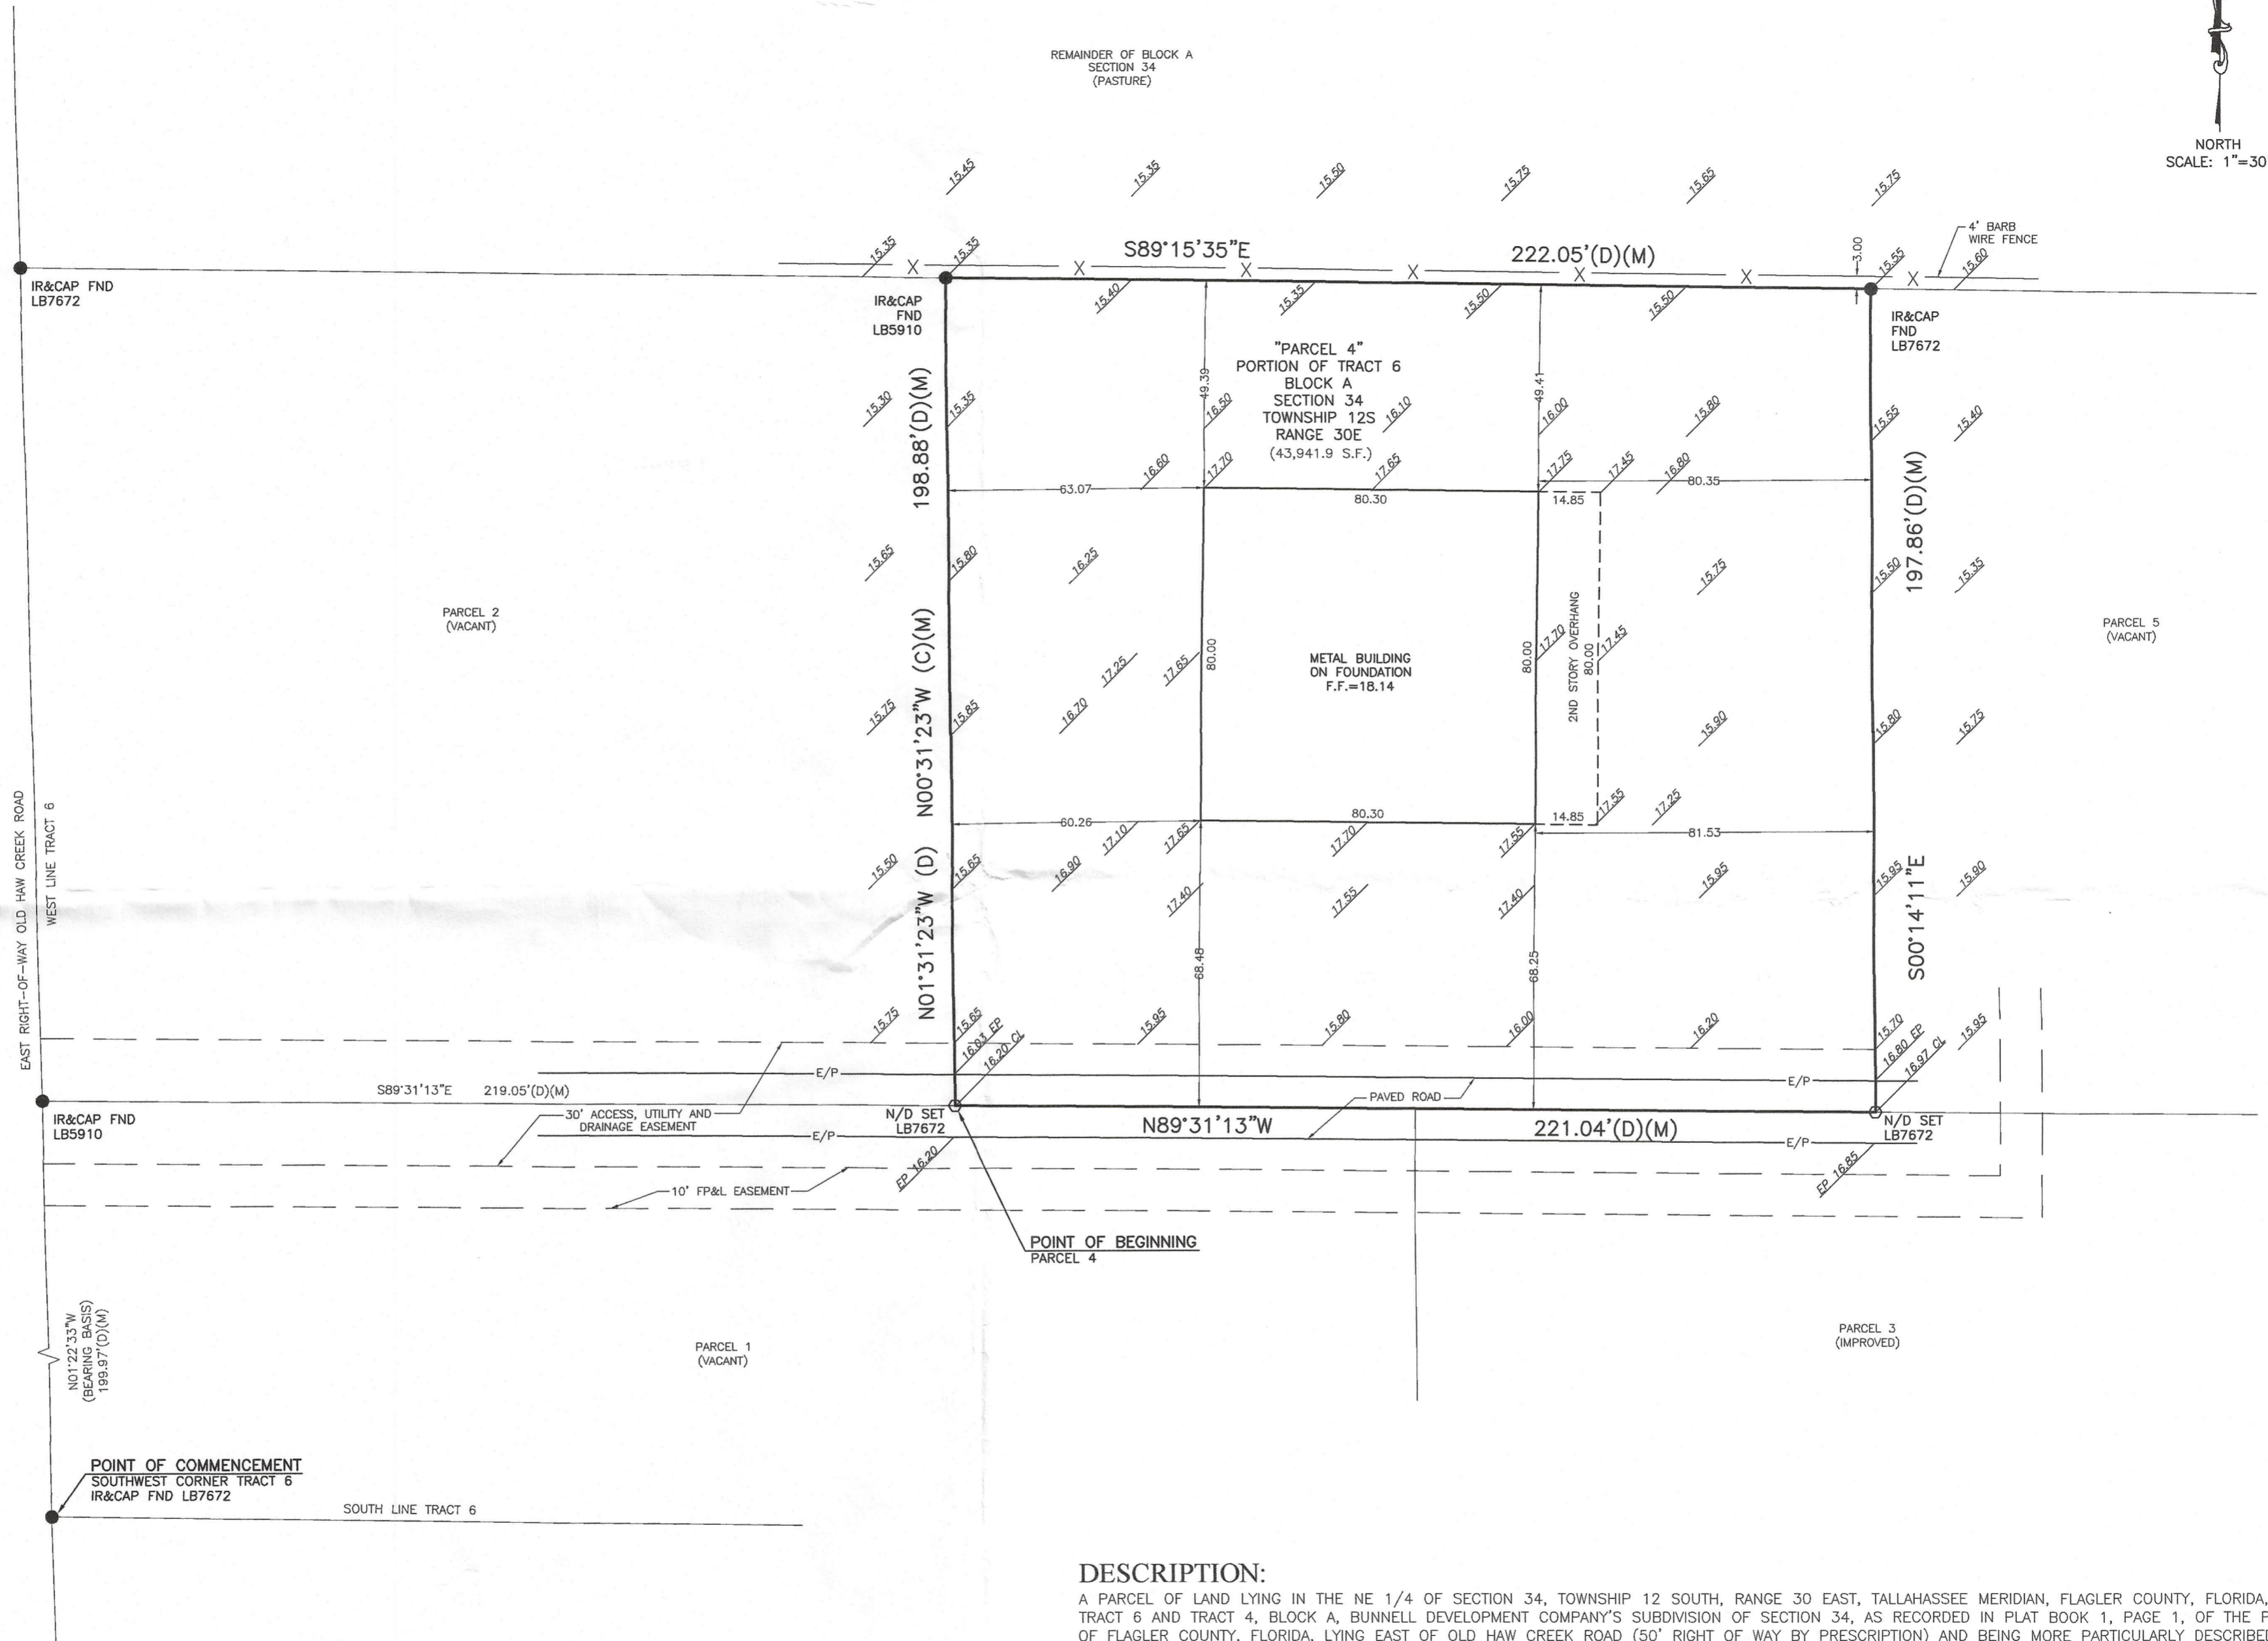 REMAINDER OF BLOCK A
SECTION 34
(PASTURE)
NORTH
SCALE: 1"=30
15.45
15.35
15.50
15.75
15.65
15.75
4' BARB
WIRE FENCE
15.35
15.35
S89°15'35"E
222.05'(D)(M)
3.00
15.55
15.60
X
X
X
X
X
X
X
IR&CAP FND
LB7672
IR&CAP
FND
LB5910
15.40
15.35
15.50
15.50
IR&CAP
FND
LB7672
"PARCEL 4"
PORTION OF TRACT 6
BLOCK A
SECTION 34
TOWNSHIP 12S
RANGE 30E
(43,941.9 S.F.)
198.88'(D)(M)
49.39
49.41
15.30
15.35
16.50
16.10
16.00
15.80
15.55
15.40
16.60
17.70
17.65
17.75
17.45
16.80
63.07
80.30
14.85
80.35
197.86'(D)(M)
15.65
15.80
16.25
15.75
15.50
15.35
PARCEL 2
(VACANT)
PARCEL 5
(VACANT)
N00°31'23"W (C)(M)
17.25
17.65
80.00
METAL BUILDING
ON FOUNDATION
F.F.=18.14
80.00
17.70
2ND STORY OVERHANG
80.00
17.45
15.75
15.85
16.70
15.90
15.80
15.75
EAST RIGHT-OF-WAY OLD HAW CREEK ROAD
WEST LINE TRACT 6
60.26
80.30
14.85
17.55
17.25
81.53
17.10
17.65
17.70
17.55
N01°31'23"W (D)
15.50
15.65
16.90
15.95
15.95
15.90
17.40
17.55
17.40
S00°14'11"E
68.48
68.25
15.75
15.65
16.03 EP
16.20 CL
15.95
15.80
16.00
16.20
15.70
16.80 EP
16.97 CL
15.95
E/P
E/P
S89°31'13"E 219.05'(D)(M)
PAVED ROAD
IR&CAP FND
LB5910
30' ACCESS, UTILITY AND
DRAINAGE EASEMENT
N/D SET
LB7672
N89°31'13"W
221.04'(D)(M)
N/D SET
LB7672
E/P
E/P
EP 16.20
EP 16.85
10' FP&L EASEMENT
POINT OF BEGINNING
PARCEL 4
N01°22'33"W
(BEARING BASIS)
199.97'(D)(M)
PARCEL 1
(VACANT)
PARCEL 3
(IMPROVED)
POINT OF COMMENCEMENT
SOUTHWEST CORNER TRACT 6
IR&CAP FND LB7672
SOUTH LINE TRACT 6
DESCRIPTION:
A PARCEL OF LAND LYING IN THE NE 1/4 OF SECTION 34, TOWNSHIP 12 SOUTH, RANGE 30 EAST, TALLAHASSEE MERIDIAN, FLAGLER COUNTY, FLORIDA,
TRACT 6 AND TRACT 4, BLOCK A, BUNNELL DEVELOPMENT COMPANY'S SUBDIVISION OF SECTION 34, AS RECORDED IN PLAT BOOK 1, PAGE 1, OF THE
OF FLAGLER COUNTY, FLORIDA, LYING EAST OF OLD HAW CREEK ROAD (50' RIGHT OF WAY BY PRESCRIPTION) AND BEING MORE PARTICULARLY DESCRIBE